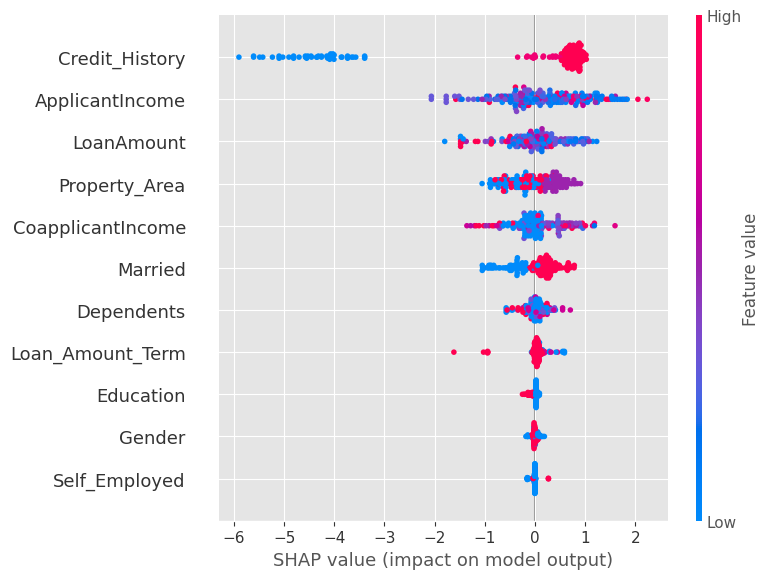 High
Credit_History
ApplicantIncome
LoanAmount
Property_Area
CoapplicantIncome
Married
Dependents
Loan_Amount_Term
Education
Gender
Self_Employed
Feature value
Low
−6 −5 −4 −3 −2 −1 0 1 2
SHAP value (impact on model output)